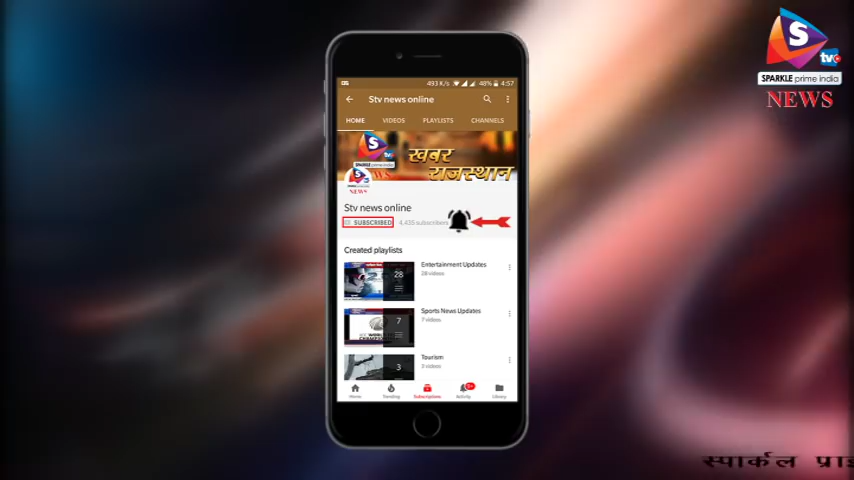 S
tv
SPARKLE prime india
NEWS
493 K/s 48% 4:57
Stv news online
HOME VIDEOS PLAYLISTS CHANNELS
खबर
राजस्थान
Stv news online
SUBSCRIBED 4,435 subscribers
Created playlists
Entertainment Updates
28 videos
28
Sports News Updates
7 videos
7
Tourism
3 videos
3
Home Trending Subscriptions Activity Library
9+
स्पार्कल